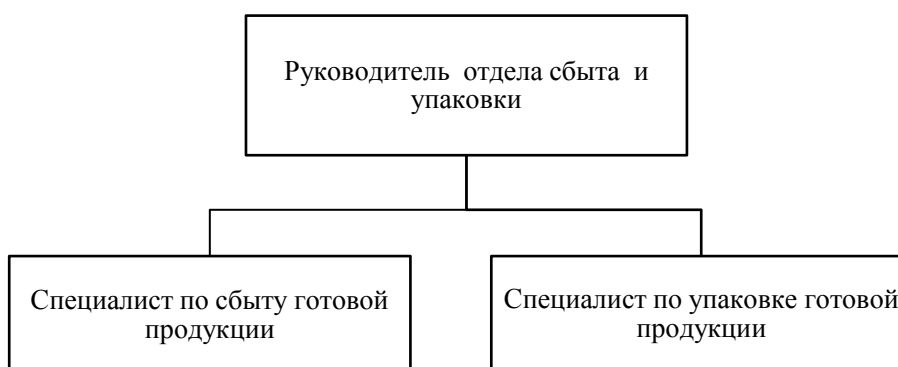 Руководитель отдела сбыта и
упаковки
Специалист по сбыту готовой
продукции
Специалист по упаковке готовой
продукции